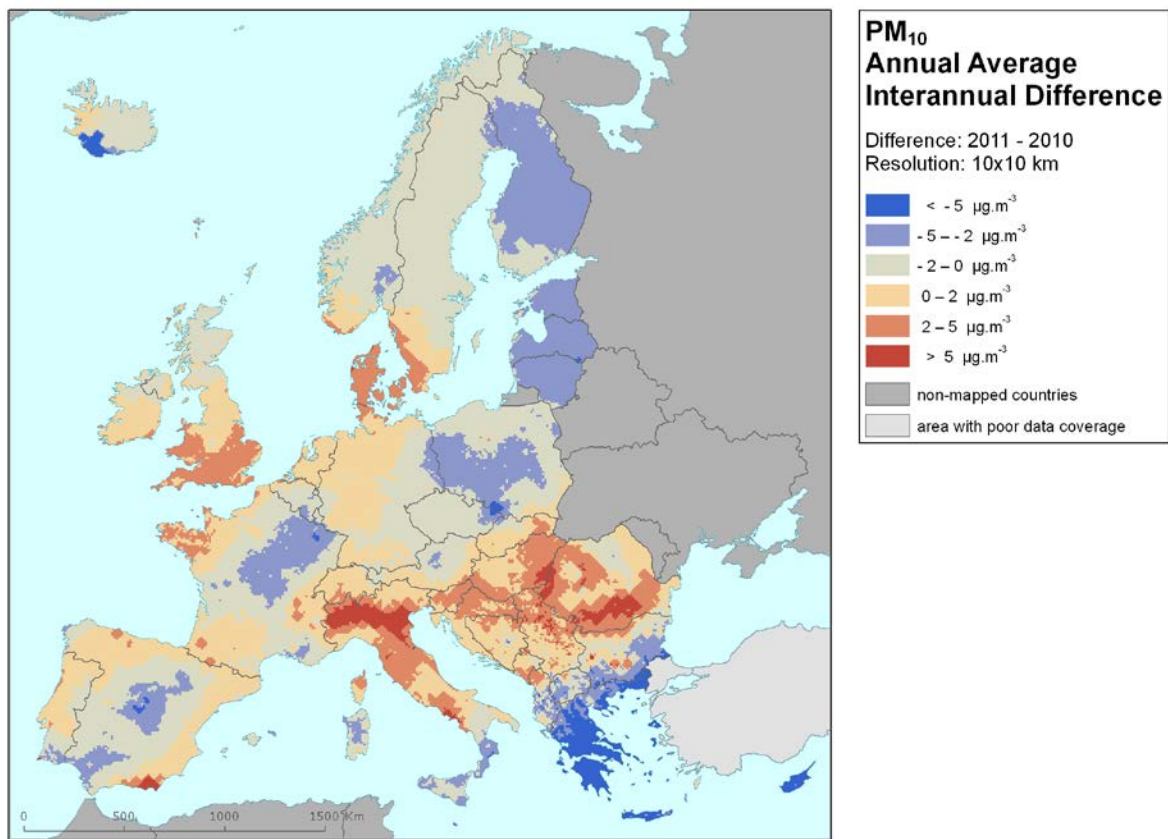 PM₁₀
Annual Average
Interannual Difference
Difference: 2011 - 2010
Resolution: 10x10 km
< - 5 µg.m⁻³
- 5 – - 2 µg.m⁻³
- 2 – 0 µg.m⁻³
0 – 2 µg.m⁻³
2 – 5 µg.m⁻³
> 5 µg.m⁻³
non-mapped countries
area with poor data coverage
0 500 1000 1500 Km